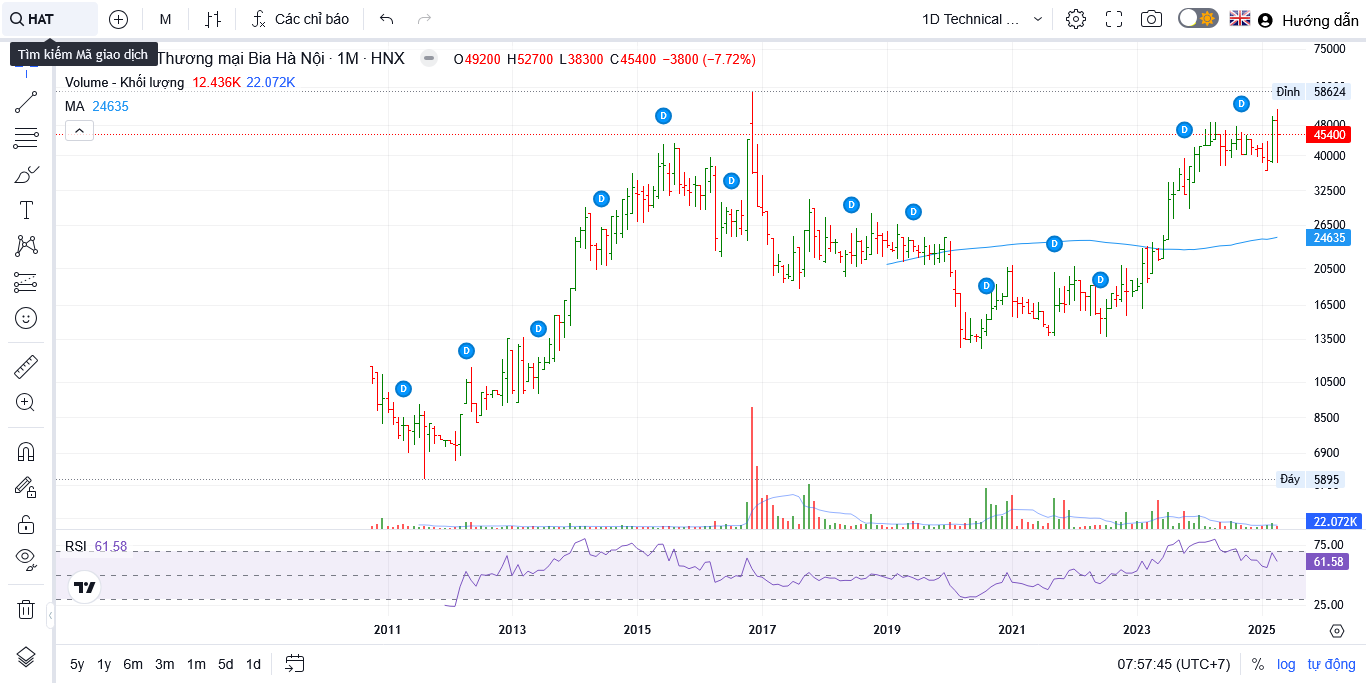 HAT
M
Các chỉ báo
1D Technical ...
Hướng dẫn
Tìm kiếm Mã giao dịch
Thương mại Bia Hà Nội · 1M · HNX
O49200 H52700 L38300 C45400 −3800 (−7.72%)
Volume - Khối lượng 12.436K 22.072K
MA 24635
75000
Đỉnh 58624
48000
45400
40000
32500
26500
24635
20500
16500
13500
10500
8500
6900
Đáy 5895
22.072K
RSI 61.58
75.00
61.58
25.00
D
D
D
D
D
D
D
D
D
D
D
D
D
2011 2013 2015 2017 2019 2021 2023 2025
5y 1y 6m 3m 1m 5d 1d
07:57:45 (UTC+7) % log tự động